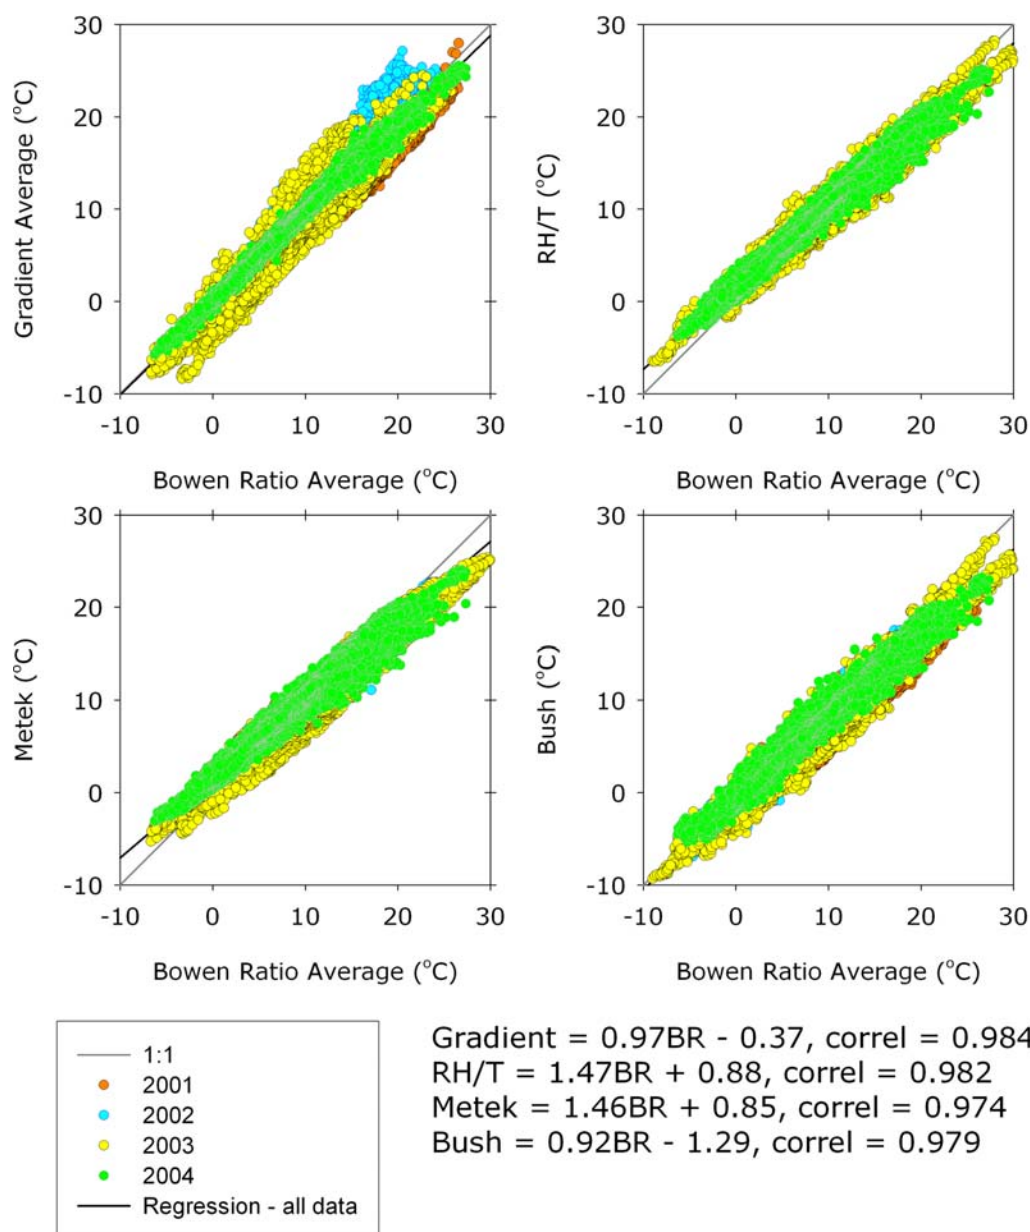 30
20
10
0
-10
Gradient Average (°C)
-10 0 10 20 30
Bowen Ratio Average (°C)
30
20
10
0
-10
RH/T (°C)
-10 0 10 20 30
Bowen Ratio Average (°C)
30
20
10
0
-10
Metek (°C)
-10 0 10 20 30
Bowen Ratio Average (°C)
30
20
10
0
-10
Bush (°C)
-10 0 10 20 30
Bowen Ratio Average (°C)
1:1
2001
2002
2003
2004
Regression - all data
Gradient = 0.97BR - 0.37, correl = 0.984
RH/T = 1.47BR + 0.88, correl = 0.982
Metek = 1.46BR + 0.85, correl = 0.974
Bush = 0.92BR - 1.29, correl = 0.979